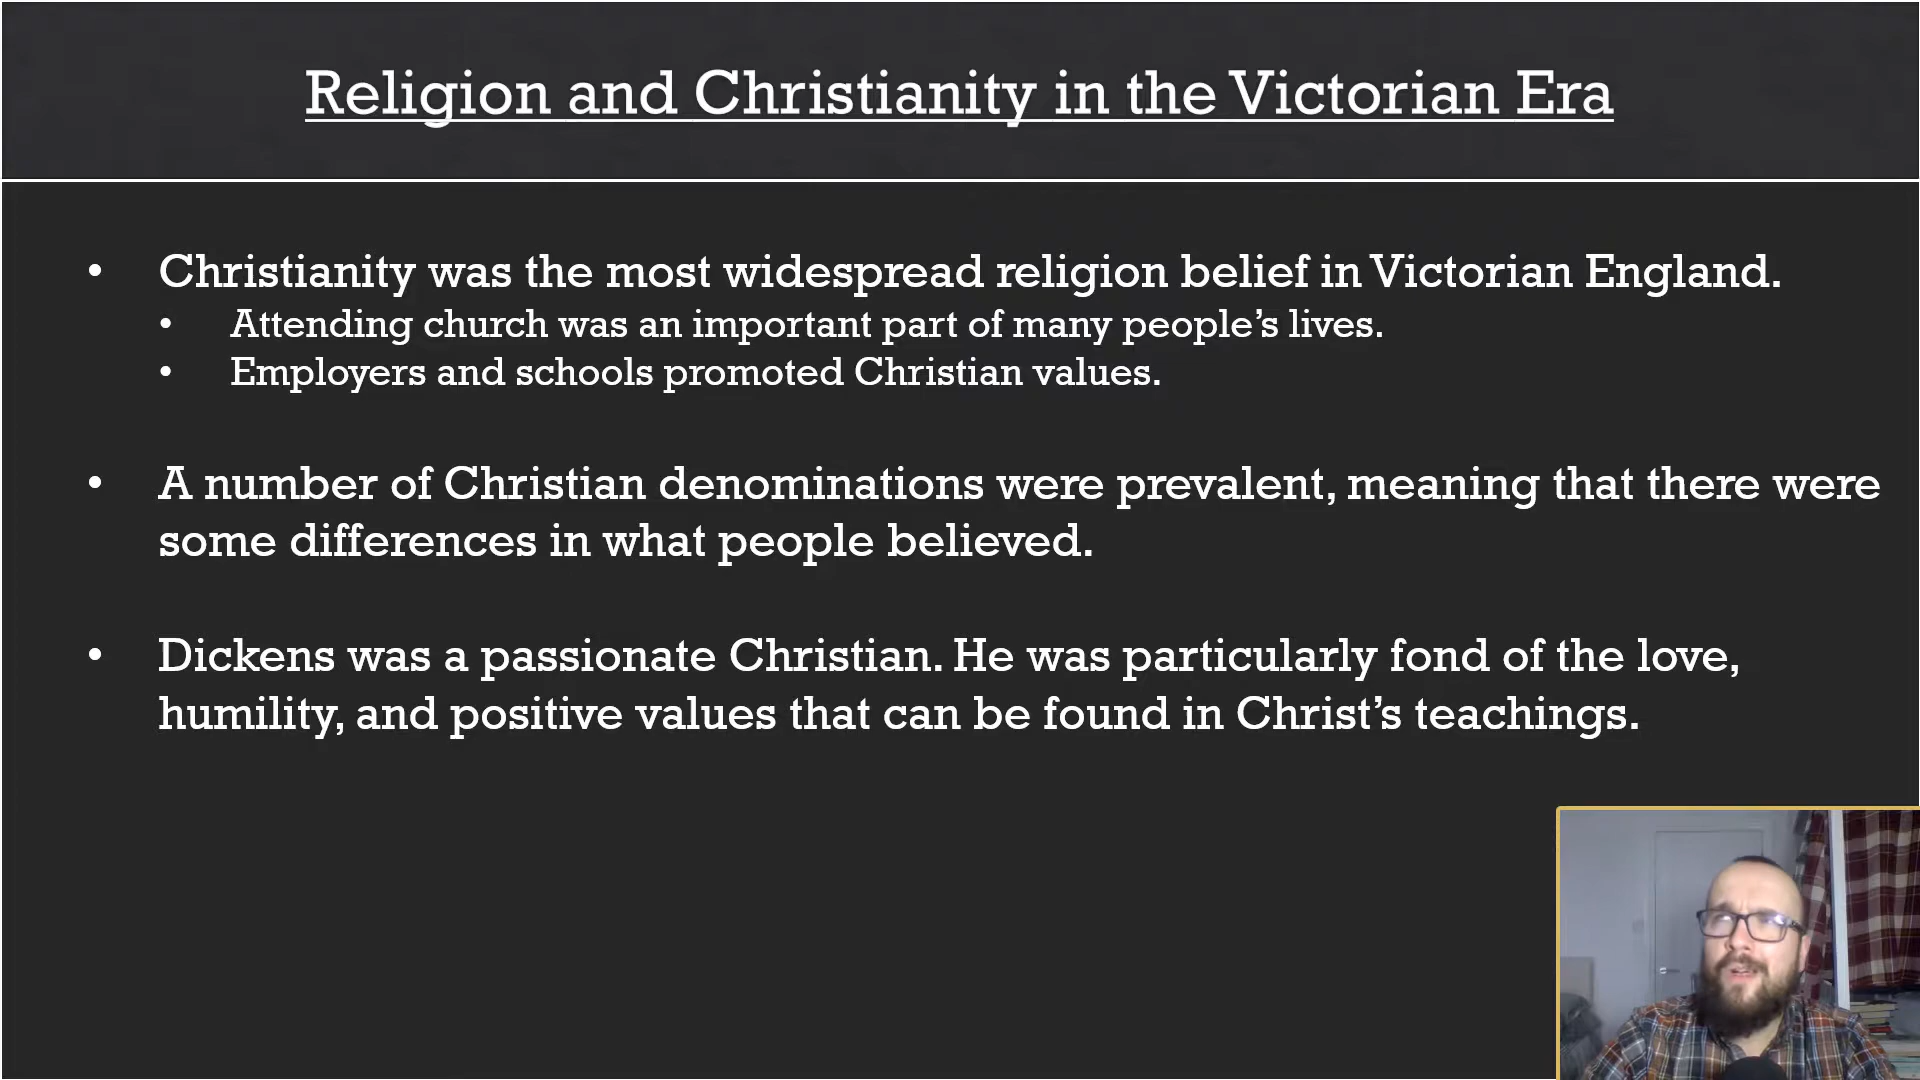 Religion and Christianity in the Victorian Era
• Christianity was the most widespread religion belief in Victorian England.
• Attending church was an important part of many people’s lives.
• Employers and schools promoted Christian values.
• A number of Christian denominations were prevalent, meaning that there were
some differences in what people believed.
• Dickens was a passionate Christian. He was particularly fond of the love,
humility, and positive values that can be found in Christ’s teachings.